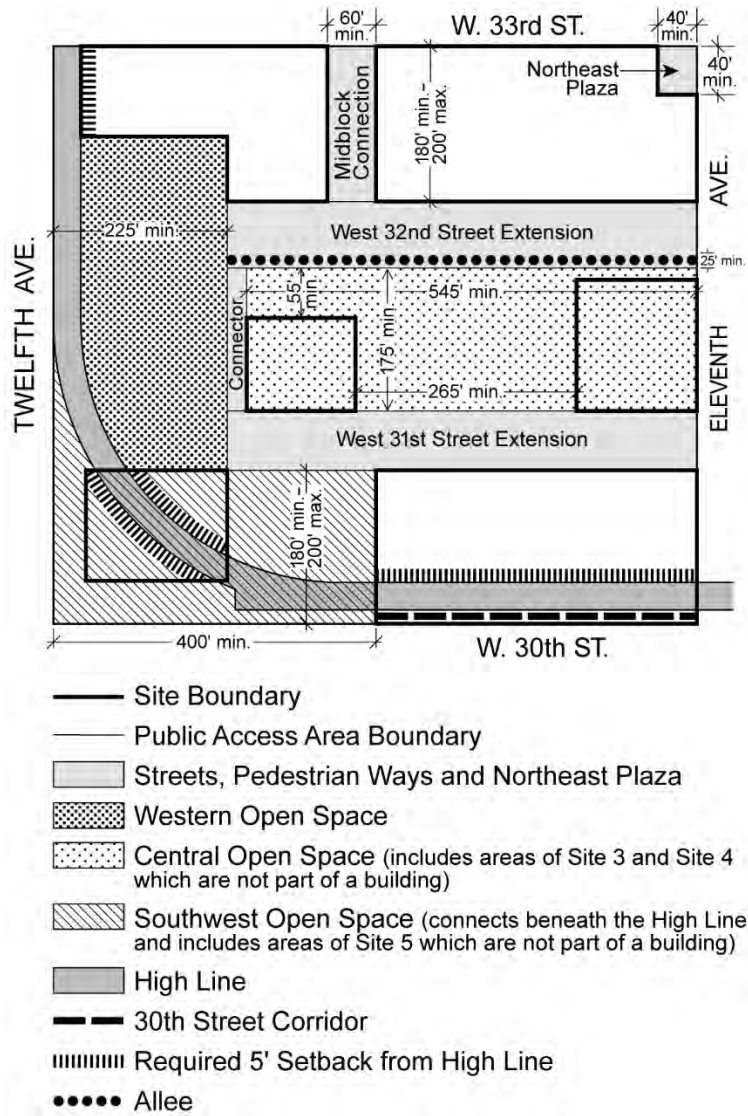 60'
min.
W. 33rd ST.
40'
min.
Northeast
Plaza
40'
min.
Midblock
Connection
180' min.-
200' max.
AVE.
225' min.
West 32nd Street Extension
25' min.
TWELFTH AVE.
55'
min
545' min.
Connector
175' min.
265' min.
ELEVENTH
West 31st Street Extension
180' min.-
200' max.
400' min.
W. 30th ST.
Site Boundary
Public Access Area Boundary
Streets, Pedestrian Ways and Northeast Plaza
Western Open Space
Central Open Space (includes areas of Site 3 and Site 4
which are not part of a building)
Southwest Open Space (connects beneath the High Line
and includes areas of Site 5 which are not part of a building)
High Line
30th Street Corridor
Required 5' Setback from High Line
Allee